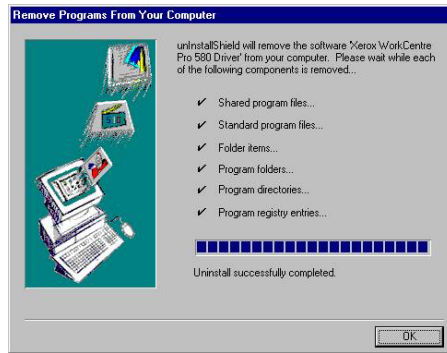 Remove Programs From Your Computer
unInstallShield will remove the software 'Xerox WorkCentre
Pro 580 Driver' from your computer. Please wait while each
of the following components is removed...
✔ Shared program files...
✔ Standard program files...
✔ Folder items...
✔ Program folders...
✔ Program directories...
✔ Program registry entries...
Uninstall successfully completed.
OK